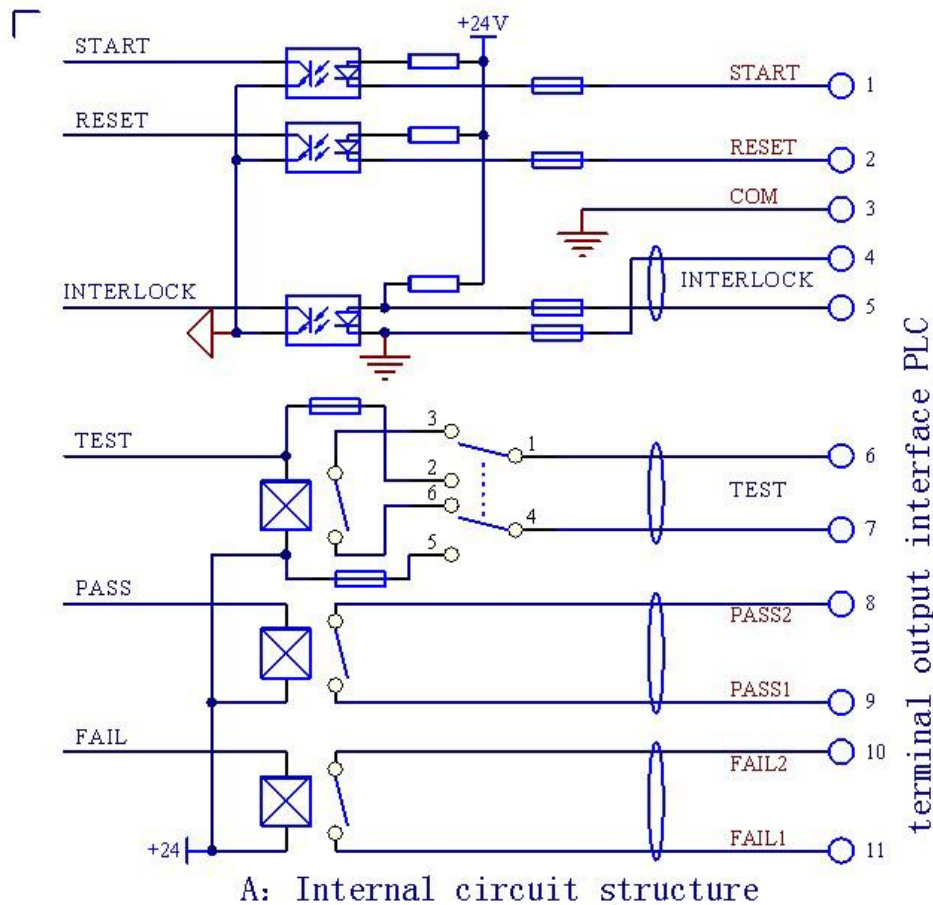 +24V
START
START
1
RESET
RESET
2
COM
3
4
INTERLOCK
INTERLOCK
5
TEST
3
1
6
2
6
TEST
4
7
5
PASS
8
PASS2
PASS1
9
FAIL
10
FAIL2
+24
FAIL1
11
terminal output interface PLC
A: Internal circuit structure